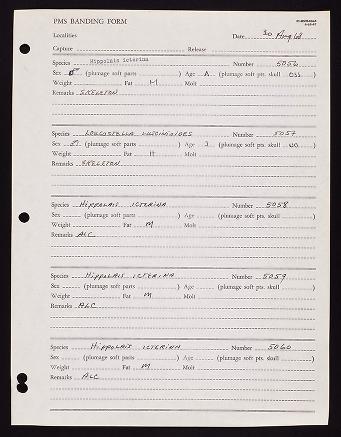 PMS BANDING FORM
Localities Date 30 Aug 68
Capture Release
Species Hippolais icterina Number 5056
Sex ♂ (plumage soft parts) Age A (plumage soft pts. skull oss)
Weight Fat M Molt
Remarks SKELETON
Species LOCUSTELLA LUSCINIOIDES Number 5057
Sex ♂ (plumage soft parts) Age J (plumage soft pts. skull uo)
Weight Fat H Molt
Remarks SKELETON
Species HIPPOLAIS ICTERINA Number 5058
Sex (plumage soft parts) Age (plumage soft pts. skull)
Weight Fat M Molt
Remarks ALC
Species HIPPOLAIS ICTERINA Number 5059
Sex (plumage soft parts) Age (plumage soft pts. skull)
Weight Fat M Molt
Remarks ALC
Species HIPPOLAIS ICTERINA Number 5060
Sex (plumage soft parts) Age (plumage soft pts. skull)
Weight Fat M Molt
Remarks ALC